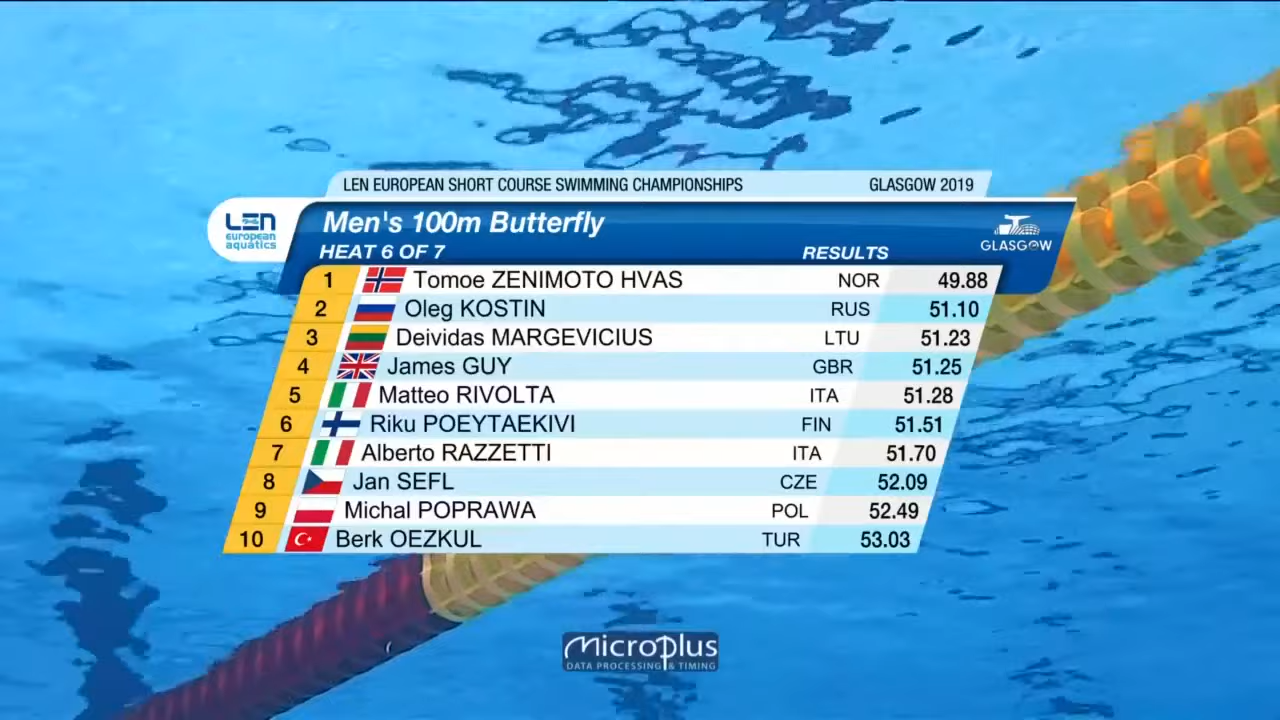 LEN EUROPEAN SHORT COURSE SWIMMING CHAMPIONSHIPS GLASGOW 2019
LEN
european
aquatics
Men's 100m Butterfly
GLASGOW
HEAT 6 OF 7 RESULTS
1 Tomoe ZENIMOTO HVAS NOR 49.88
2 Oleg KOSTIN RUS 51.10
3 Deividas MARGEVICIUS LTU 51.23
4 James GUY GBR 51.25
5 Matteo RIVOLTA ITA 51.28
6 Riku POEYTAEKIVI FIN 51.51
7 Alberto RAZZETTI ITA 51.70
8 Jan SEFL CZE 52.09
9 Michal POPRAWA POL 52.49
10 Berk OEZKUL TUR 53.03
MicroPlus
DATA PROCESSING & TIMING